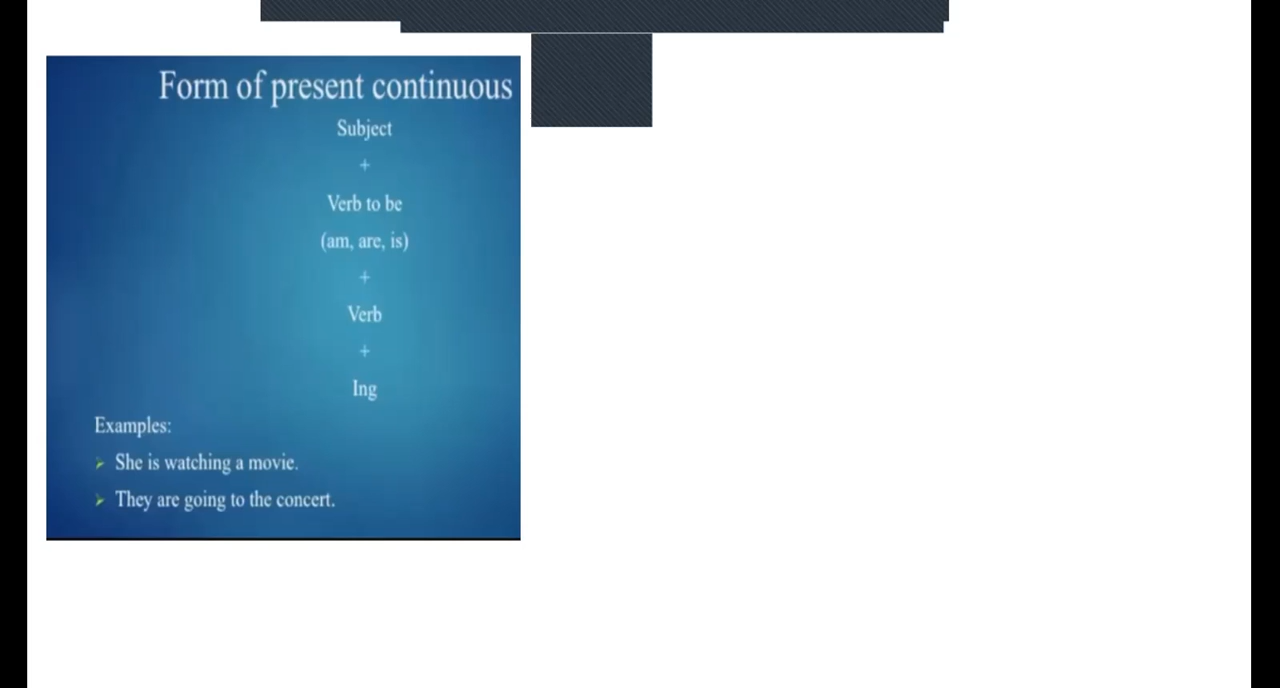 Form of present continuous
Subject
+
Verb to be
(am, are, is)
+
Verb
+
Ing
Examples:
She is watching a movie.
They are going to the concert.